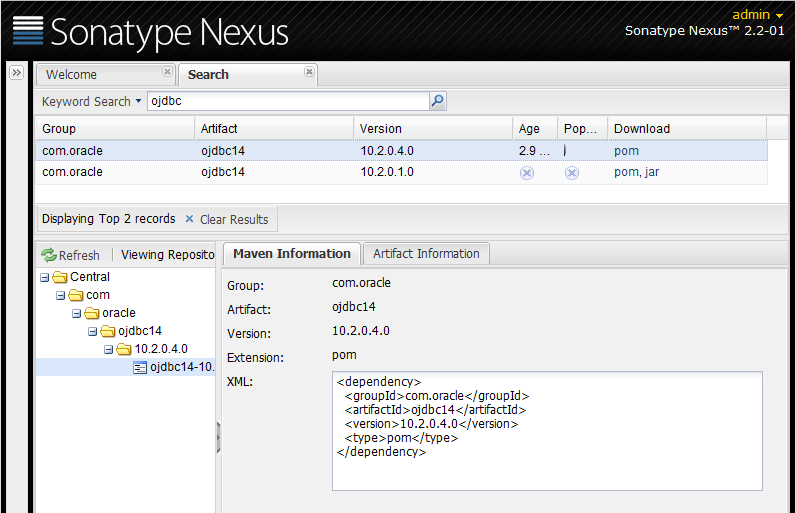 admin
Sonatype Nexus
Sonatype Nexus™ 2.2-01
Welcome
Search
Keyword Search
ojdbc
Group Artifact Version Age Pop... Download
com.oracle ojdbc14 10.2.0.4.0 2.9 ... pom
com.oracle ojdbc14 10.2.0.1.0 pom, jar
Displaying Top 2 records Clear Results
Refresh Viewing Reposito
Central
com
oracle
ojdbc14
10.2.0.4.0
ojdbc14-10.
Maven Information Artifact Information
Group: com.oracle
Artifact: ojdbc14
Version: 10.2.0.4.0
Extension: pom
XML:
<dependency>
<groupId>com.oracle</groupId>
<artifactId>ojdbc14</artifactId>
<version>10.2.0.4.0</version>
<type>pom</type>
</dependency>